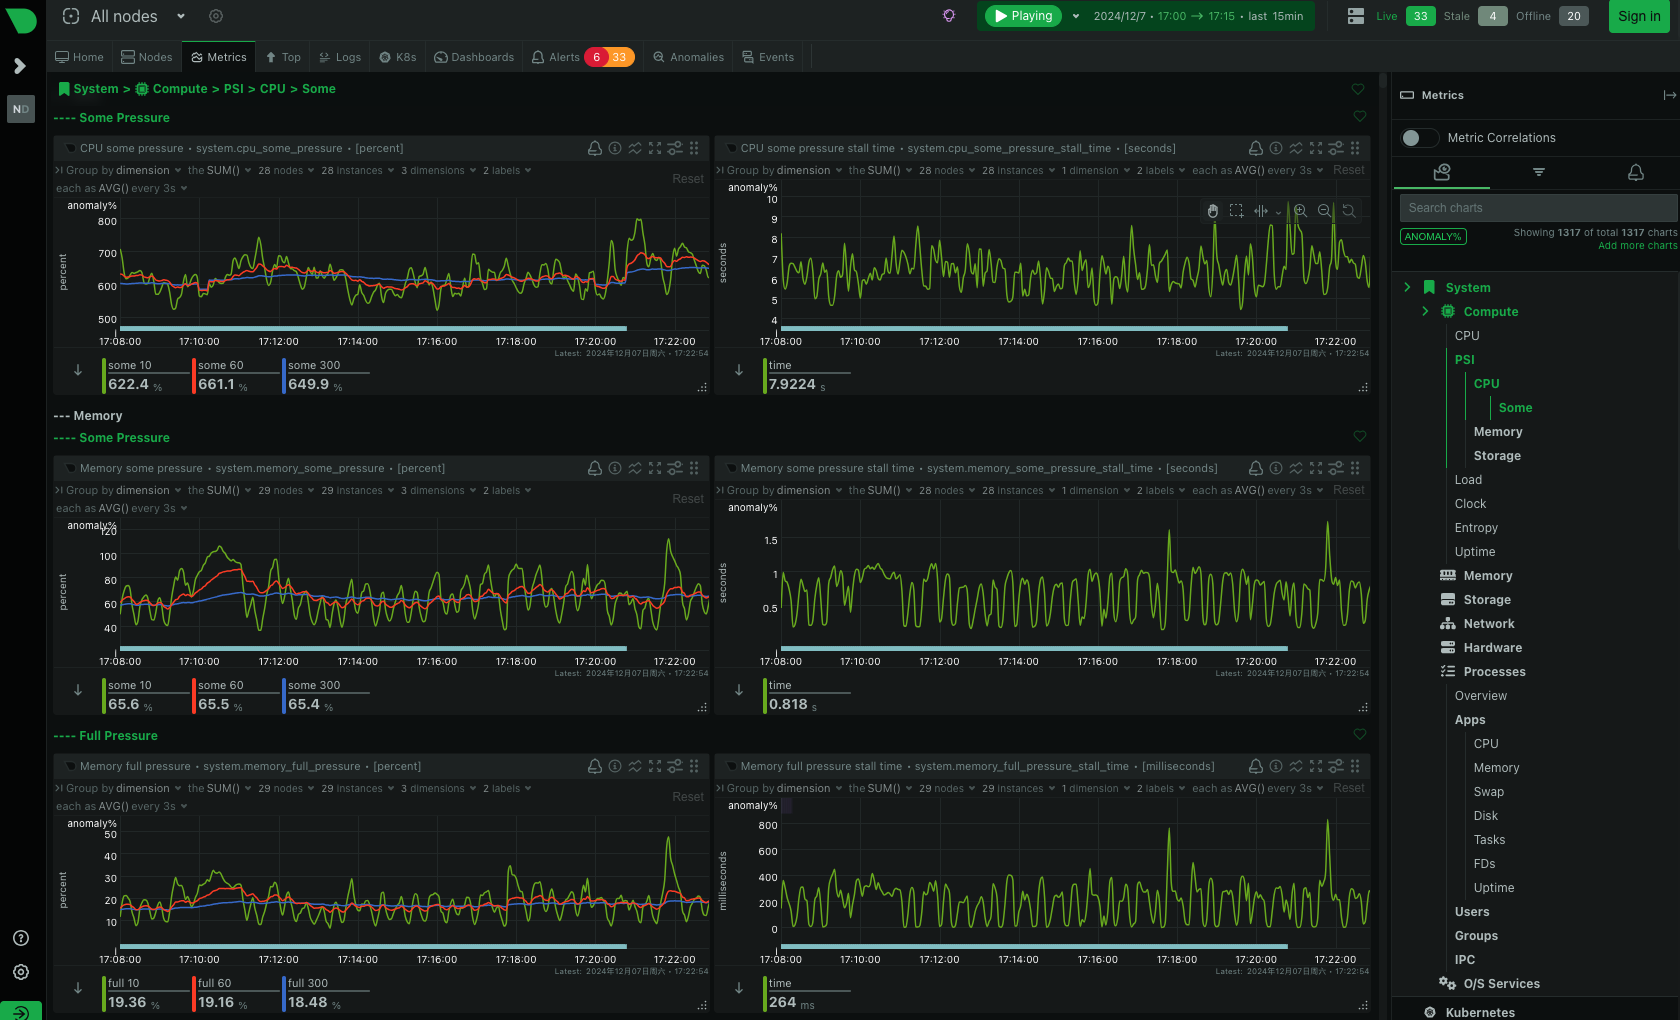 All nodes
Playing
2024/12/7 • 17:00 → 17:15 • last 15min
Live 33 Stale 4 Offline 20
Sign in
Home Nodes Metrics Top Logs K8s Dashboards Alerts 6 33 Anomalies Events
ND
System > Compute > PSI > CPU > Some
---- Some Pressure
CPU some pressure • system.cpu_some_pressure • [percent]
Group by dimension the SUM() 28 nodes 28 instances 3 dimensions 2 labels
each as AVG() every 3s
Reset
anomaly%
800
700
600
500
percent
17:08:00 17:10:00 17:12:00 17:14:00 17:16:00 17:18:00 17:20:00 17:22:00
Latest: 2024年12月07日周六 • 17:22:54
some 10 some 60 some 300
622.4 % 661.1 % 649.9 %
CPU some pressure stall time • system.cpu_some_pressure_stall_time • [seconds]
Group by dimension the SUM() 28 nodes 28 instances 1 dimension 2 labels each as AVG() every 3s Reset
anomaly%
10
9
8
7
6
5
4
seconds
17:08:00 17:10:00 17:12:00 17:14:00 17:16:00 17:18:00 17:20:00 17:22:00
Latest: 2024年12月07日周六 • 17:22:54
time
7.9224 s
--- Memory
---- Some Pressure
Memory some pressure • system.memory_some_pressure • [percent]
Group by dimension the SUM() 29 nodes 29 instances 3 dimensions 2 labels
each as AVG() every 3s
Reset
anomaly%
120
100
80
60
40
percent
17:08:00 17:10:00 17:12:00 17:14:00 17:16:00 17:18:00 17:20:00 17:22:00
Latest: 2024年12月07日周六 • 17:22:54
some 10 some 60 some 300
65.6 % 65.5 % 65.4 %
Memory some pressure stall time • system.memory_some_pressure_stall_time • [seconds]
Group by dimension the SUM() 28 nodes 28 instances 1 dimension 2 labels each as AVG() every 3s Reset
anomaly%
1.5
1
0.5
seconds
17:08:00 17:10:00 17:12:00 17:14:00 17:16:00 17:18:00 17:20:00 17:22:00
Latest: 2024年12月07日周六 • 17:22:54
time
0.818 s
---- Full Pressure
Memory full pressure • system.memory_full_pressure • [percent]
Group by dimension the SUM() 29 nodes 29 instances 3 dimensions 2 labels
each as AVG() every 3s
Reset
anomaly%
50
40
30
20
10
percent
17:08:00 17:10:00 17:12:00 17:14:00 17:16:00 17:18:00 17:20:00 17:22:00
Latest: 2024年12月07日周六 • 17:22:54
full 10 full 60 full 300
19.36 % 19.16 % 18.48 %
Memory full pressure stall time • system.memory_full_pressure_stall_time • [milliseconds]
Group by dimension the SUM() 29 nodes 29 instances 1 dimension 2 labels each as AVG() every 3s Reset
anomaly%
800
600
400
200
0
milliseconds
17:08:00 17:10:00 17:12:00 17:14:00 17:16:00 17:18:00 17:20:00 17:22:00
Latest: 2024年12月07日周六 • 17:22:54
time
264 ms
Metrics
Metric Correlations
Search charts
ANOMALY%
Showing 1317 of total 1317 charts
Add more charts
System
Compute
CPU
PSI
CPU
Some
Memory
Storage
Load
Clock
Entropy
Uptime
Memory
Storage
Network
Hardware
Processes
Overview
Apps
CPU
Memory
Swap
Disk
Tasks
FDs
Uptime
Users
Groups
IPC
O/S Services
Kubernetes